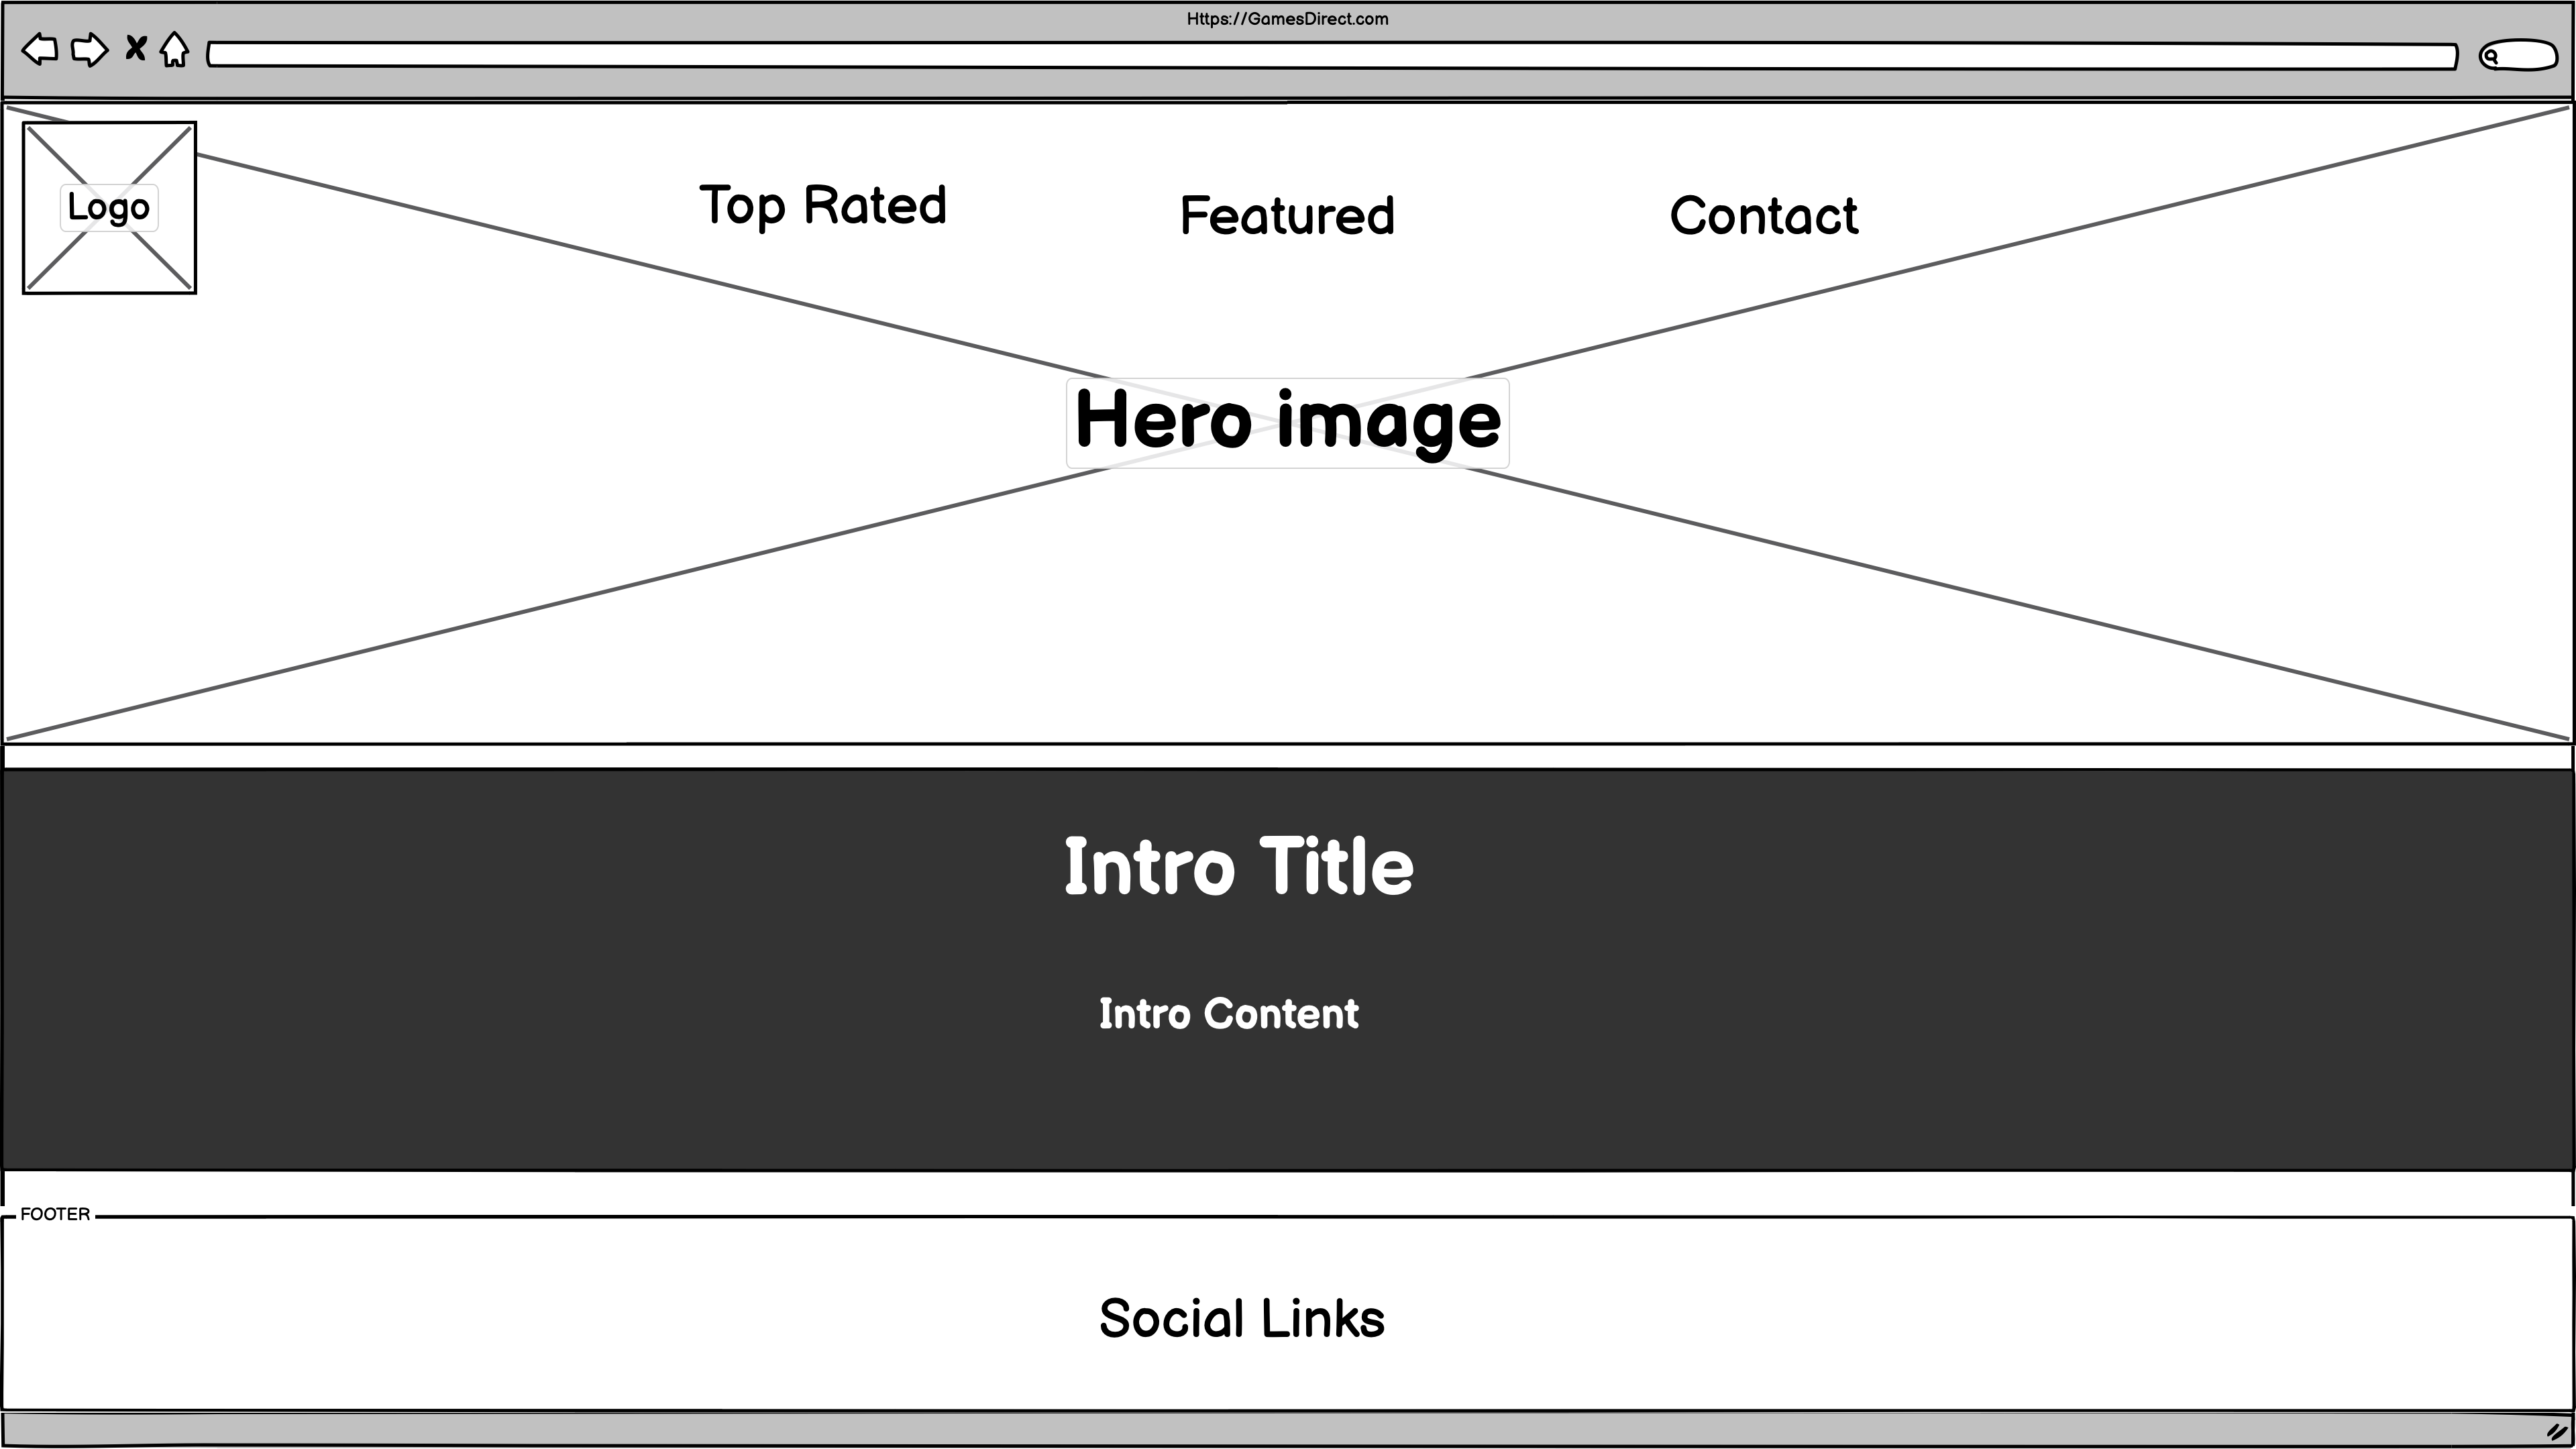 Https://GamesDirect.com
Logo
Top Rated
Featured
Contact
Hero image
Intro Title
Intro Content
FOOTER
Social Links